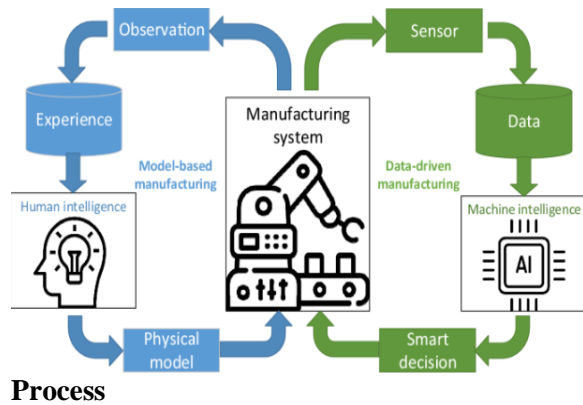 Observation
Sensor
Experience
Manufacturing
system
Data
Model-based
manufacturing
Data-driven
manufacturing
Human intelligence
Machine intelligence
AI
Physical
model
Smart
decision
Process